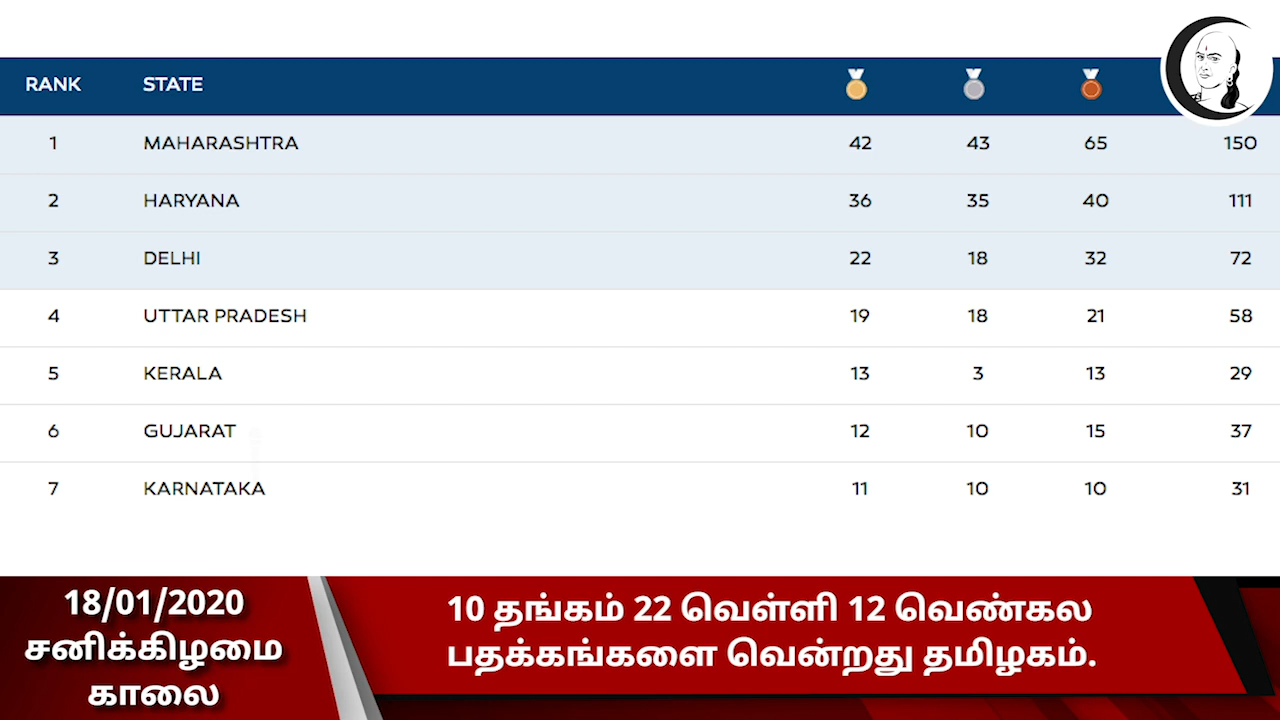 RANK STATE
1 MAHARASHTRA 42 43 65 150
2 HARYANA 36 35 40 111
3 DELHI 22 18 32 72
4 UTTAR PRADESH 19 18 21 58
5 KERALA 13 3 13 29
6 GUJARAT 12 10 15 37
7 KARNATAKA 11 10 10 31
18/01/2020
சனிக்கிழமை
காலை
10 தங்கம் 22 வெள்ளி 12 வெண்கல
பதக்கங்களை வென்றது தமிழகம்.